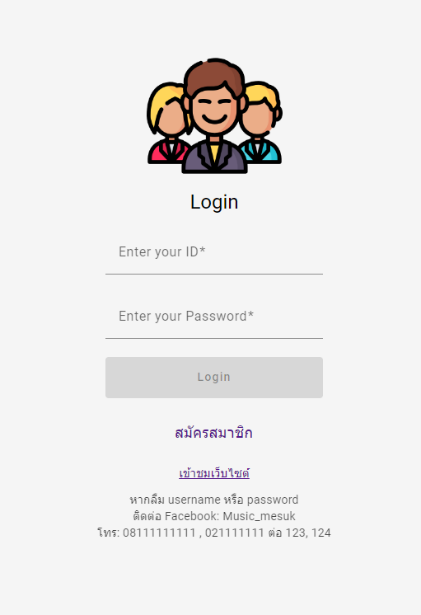 Login
Enter your ID*
Enter your Password*
Login
สมัครสมาชิก
เข้าชมเว็บไซต์
หากลืม username หรือ password
ติดต่อ Facebook: Music_mesuk
โทร: 08111111111 , 021111111 ต่อ 123, 124